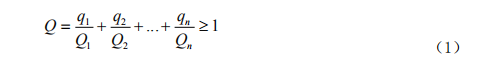 Q = q₁/Q₁ + q₂/Q₂ + ... + qₙ/Qₙ ≥ 1 （1）